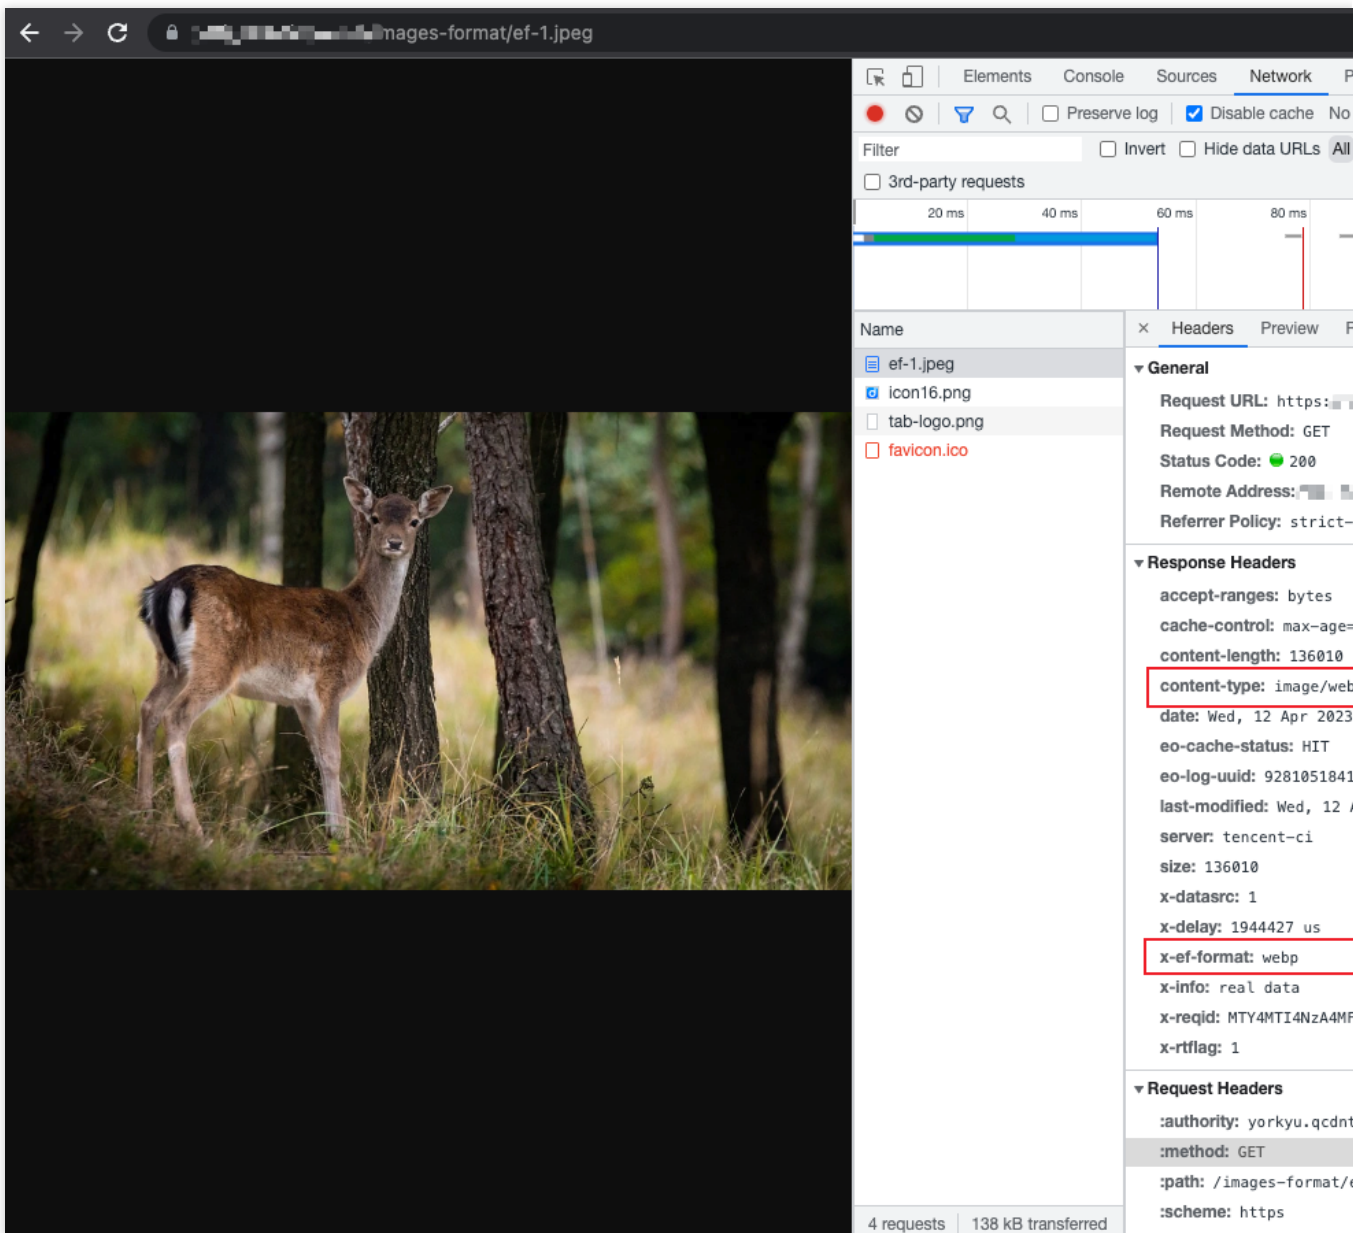 mages-format/ef-1.jpeg
Elements Console Sources Network P
Preserve log Disable cache No
Filter Invert Hide data URLs All
3rd-party requests
20 ms 40 ms 60 ms 80 ms
Name
ef-1.jpeg
icon16.png
tab-logo.png
favicon.ico
4 requests 138 kB transferred
× Headers Preview
General
Request URL: https:
Request Method: GET
Status Code: 200
Remote Address:
Referrer Policy: strict-
Response Headers
accept-ranges: bytes
cache-control: max-age=
content-length: 136010
content-type: image/web
date: Wed, 12 Apr 2023
eo-cache-status: HIT
eo-log-uuid: 9281051841
last-modified: Wed, 12
server: tencent-ci
size: 136010
x-datasrc: 1
x-delay: 1944427 us
x-ef-format: webp
x-info: real data
x-reqid: MTY4MTI4NzA4MF
x-rtflag: 1
Request Headers
:authority: yorkyu.qcdnt
:method: GET
:path: /images-format/e
:scheme: https